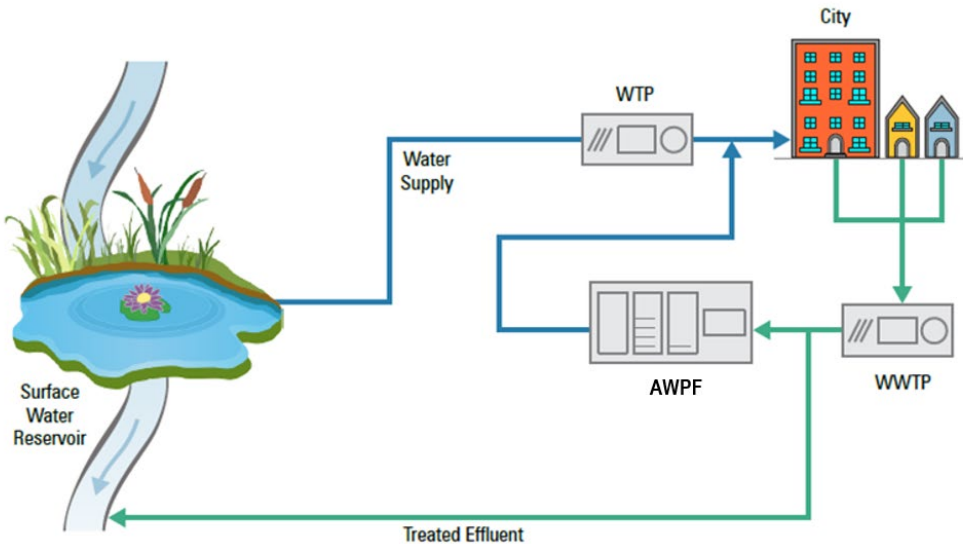 City
WTP
Water
Supply
AWPF
WWTP
Surface
Water
Reservoir
Treated Effluent